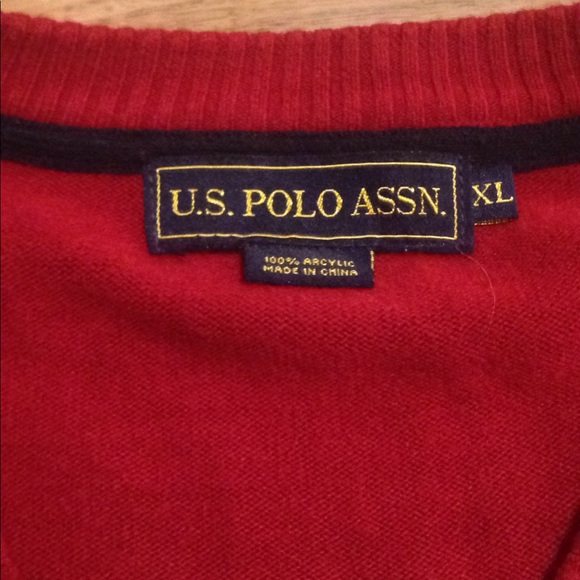 U.S. POLO ASSN.
XL
100% ARCYLIC
MADE IN CHINA